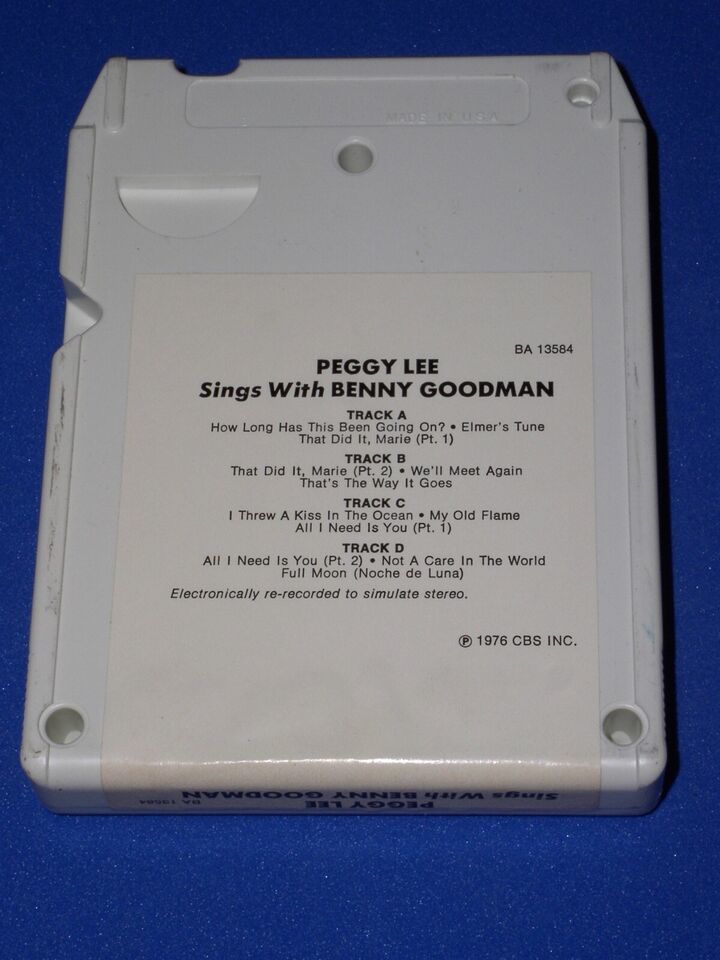 MADE IN U.S.A.
BA 13584
PEGGY LEE
Sings With BENNY GOODMAN
TRACK A
How Long Has This Been Going On? • Elmer's Tune
That Did It, Marie (Pt. 1)
TRACK B
That Did It, Marie (Pt. 2) • We'll Meet Again
That's The Way It Goes
TRACK C
I Threw A Kiss In The Ocean • My Old Flame
All I Need Is You (Pt. 1)
TRACK D
All I Need Is You (Pt. 2) • Not A Care In The World
Full Moon (Noche de Luna)
Electronically re-recorded to simulate stereo.
℗ 1976 CBS INC.
PEGGY LEE
Sings With BENNY GOODMAN
BA 13584